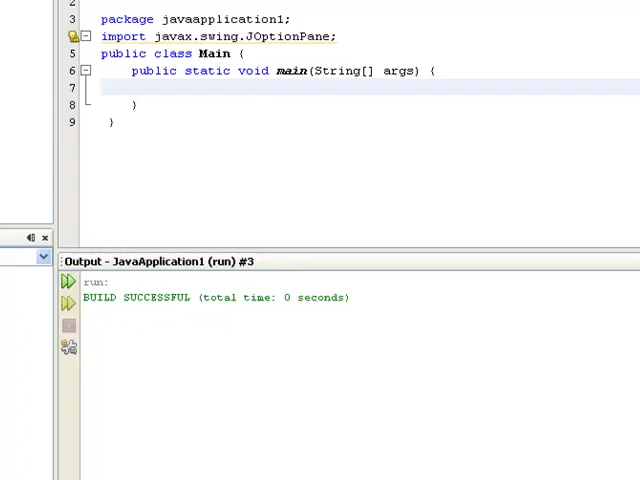 2
3 package javaapplication1;
4 import javax.swing.JOptionPane;
5 public class Main {
6 public static void main(String[] args) {
7
8 }
9 }
Output - JavaApplication1 (run) #3
run:
BUILD SUCCESSFUL (total time: 0 seconds)